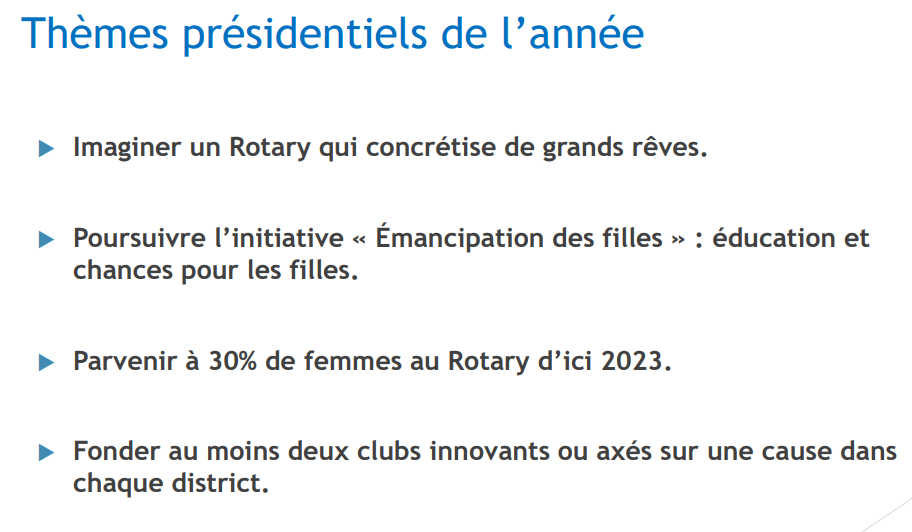 Thèmes présidentiels de l’année
Imaginer un Rotary qui concrétise de grands rêves.
Poursuivre l’initiative « Émancipation des filles » : éducation et
chances pour les filles.
Parvenir à 30% de femmes au Rotary d’ici 2023.
Fonder au moins deux clubs innovants ou axés sur une cause dans
chaque district.